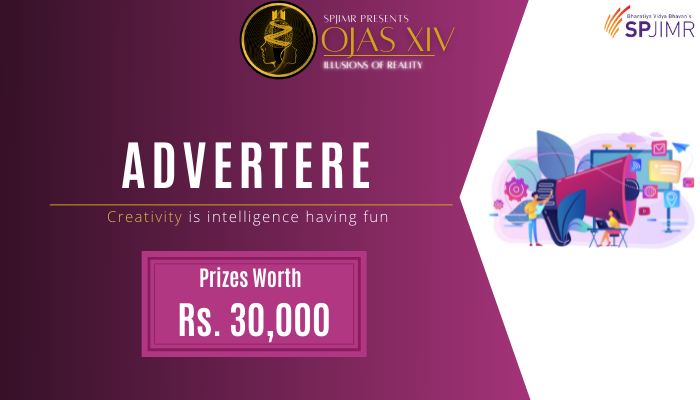 SPJIMR PRESENTS
OJAS XIV
ILLUSIONS OF REALITY
Bharatiya Vidya Bhavan's
SPJIMR
ADVERTERE
Creativity is intelligence having fun
Prizes Worth
Rs. 30,000